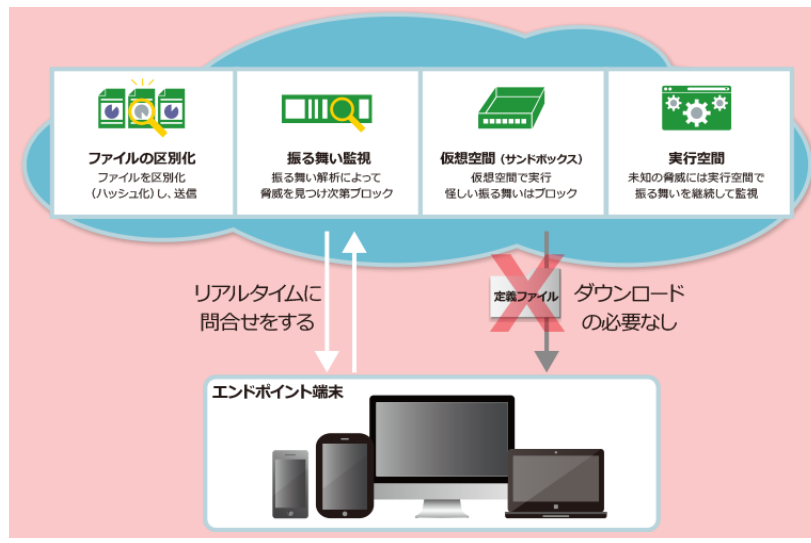 ファイルの区別化
ファイルを区別化
（ハッシュ化）し、送信
振る舞い監視
振る舞い解析によって
脅威を見つけ次第ブロック
仮想空間（サンドボックス）
仮想空間で実行
怪しい振る舞いはブロック
実行空間
未知の脅威には実行空間で
振る舞いを継続して監視
リアルタイムに
問合せをする
定義ファイル
ダウンロード
の必要なし
エンドポイント端末